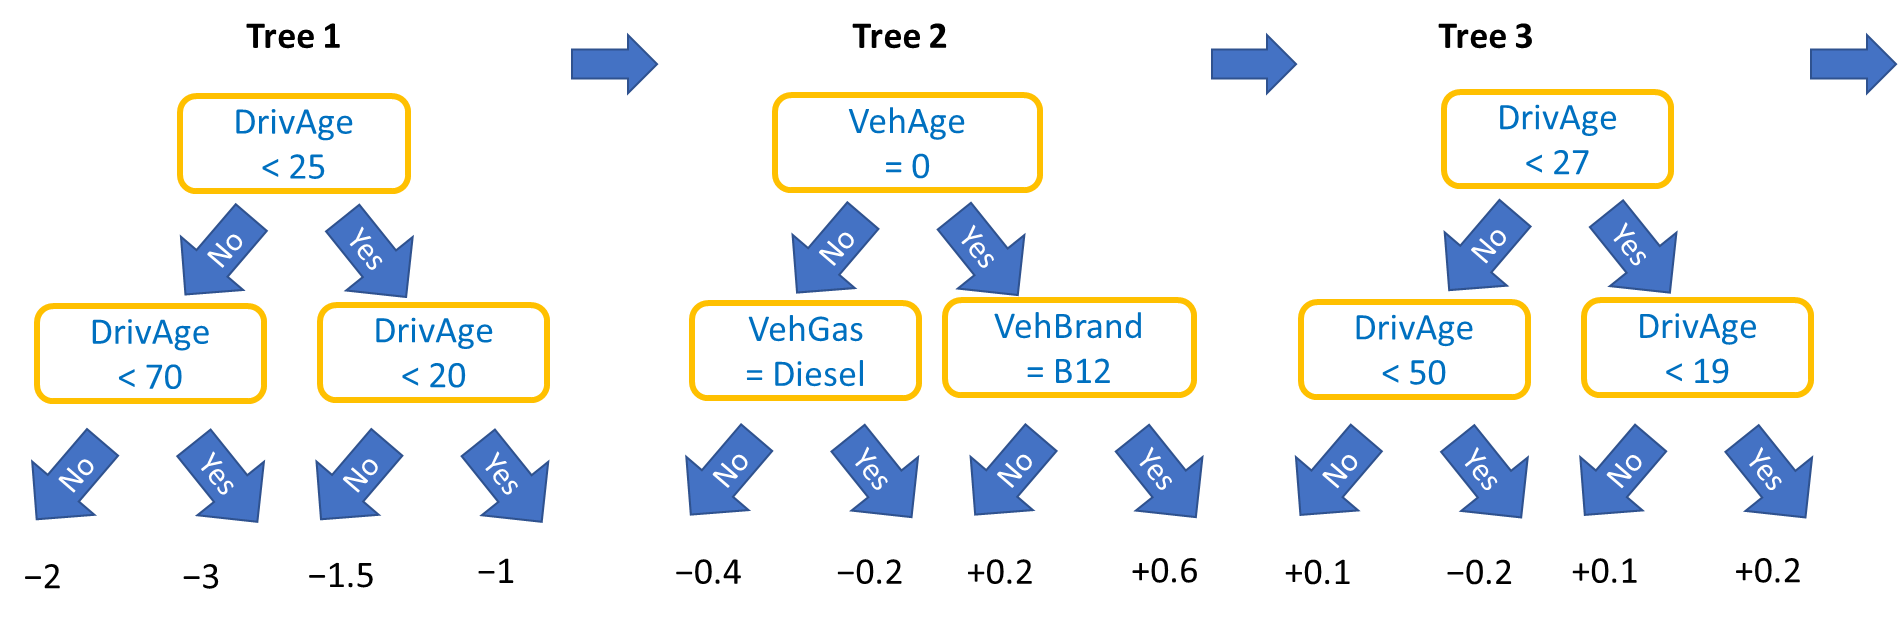 Tree 1
DrivAge
< 25
No
Yes
DrivAge
< 70
DrivAge
< 20
No
Yes
No
Yes
−2
−3
−1.5
−1
Tree 2
VehAge
= 0
No
Yes
VehGas
= Diesel
VehBrand
= B12
No
Yes
No
Yes
−0.4
−0.2
+0.2
+0.6
Tree 3
DrivAge
< 27
No
Yes
DrivAge
< 50
DrivAge
< 19
No
Yes
No
Yes
+0.1
−0.2
+0.1
+0.2